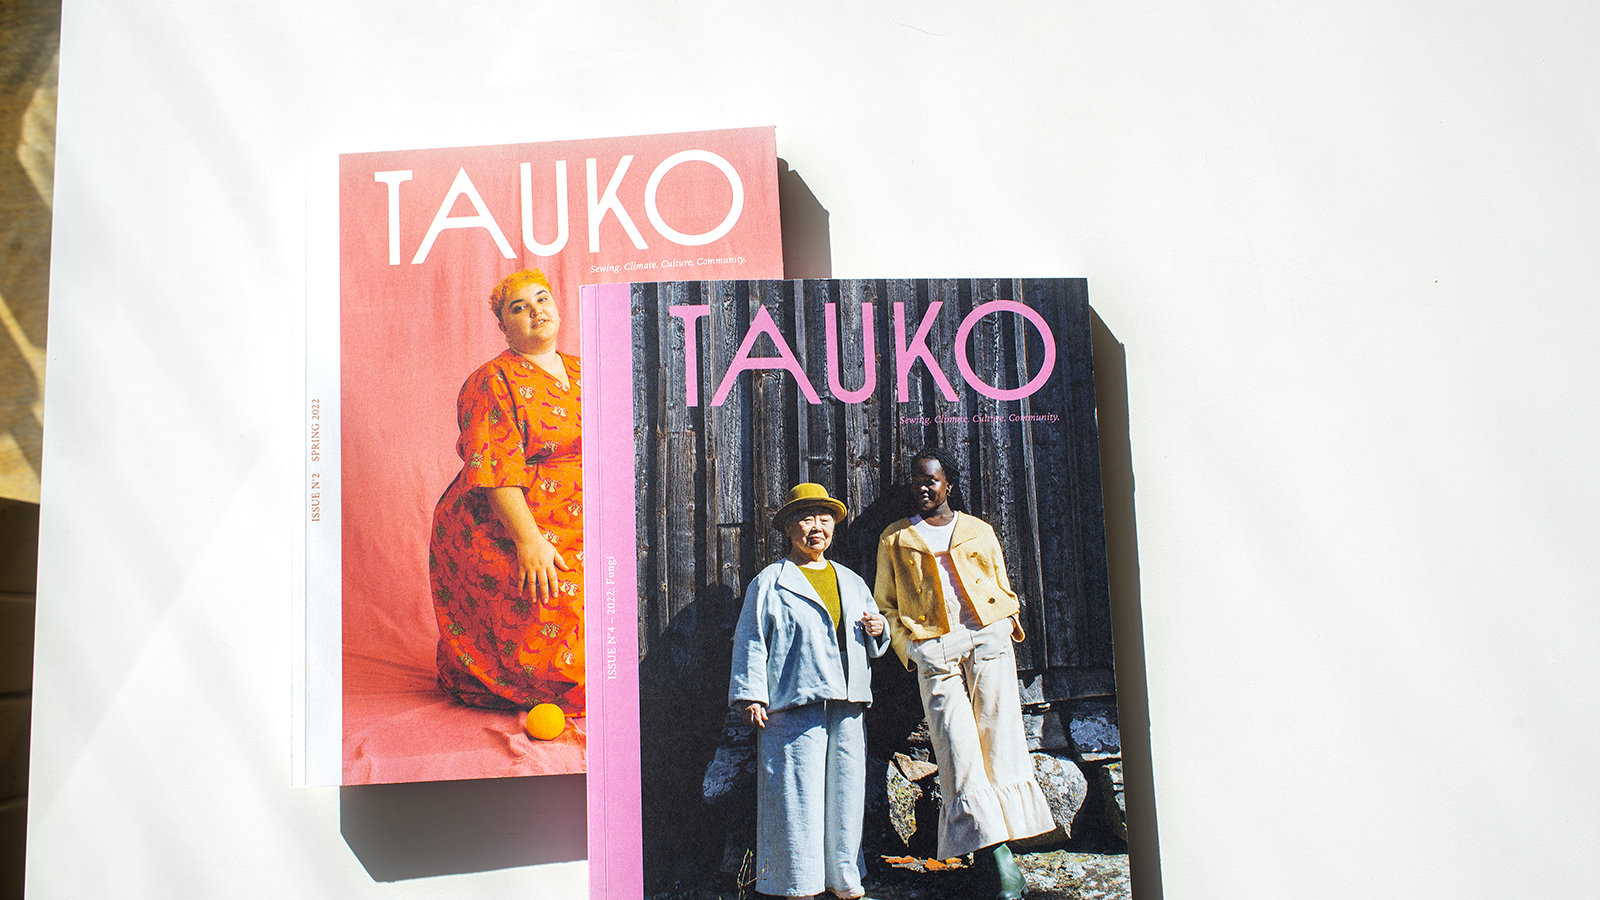 TAUKO
Sewing. Climate. Culture. Community.
ISSUE N°2 SPRING 2022
TAUKO
Sewing. Climate. Culture. Community.
ISSUE N°4 – 2022: Fungi